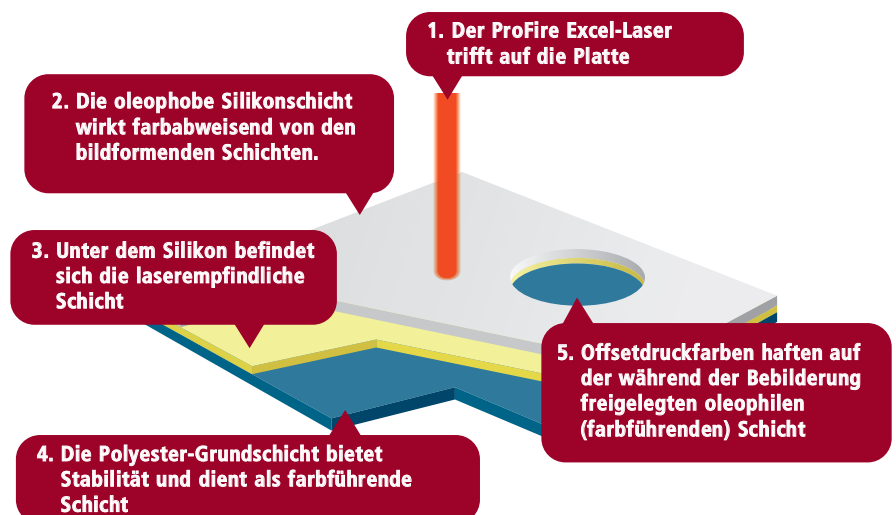 1. Der ProFire Excel-Laser
trifft auf die Platte
2. Die oleophobe Silikonschicht
wirkt farbabweisend von den
bildformenden Schichten.
3. Unter dem Silikon befindet
sich die laserempfindliche
Schicht
4. Die Polyester-Grundschicht bietet
Stabilität und dient als farbführende
Schicht
5. Offsetdruckfarben haften auf
der während der Bebilderung
freigelegten oleophilen
(farbführenden) Schicht